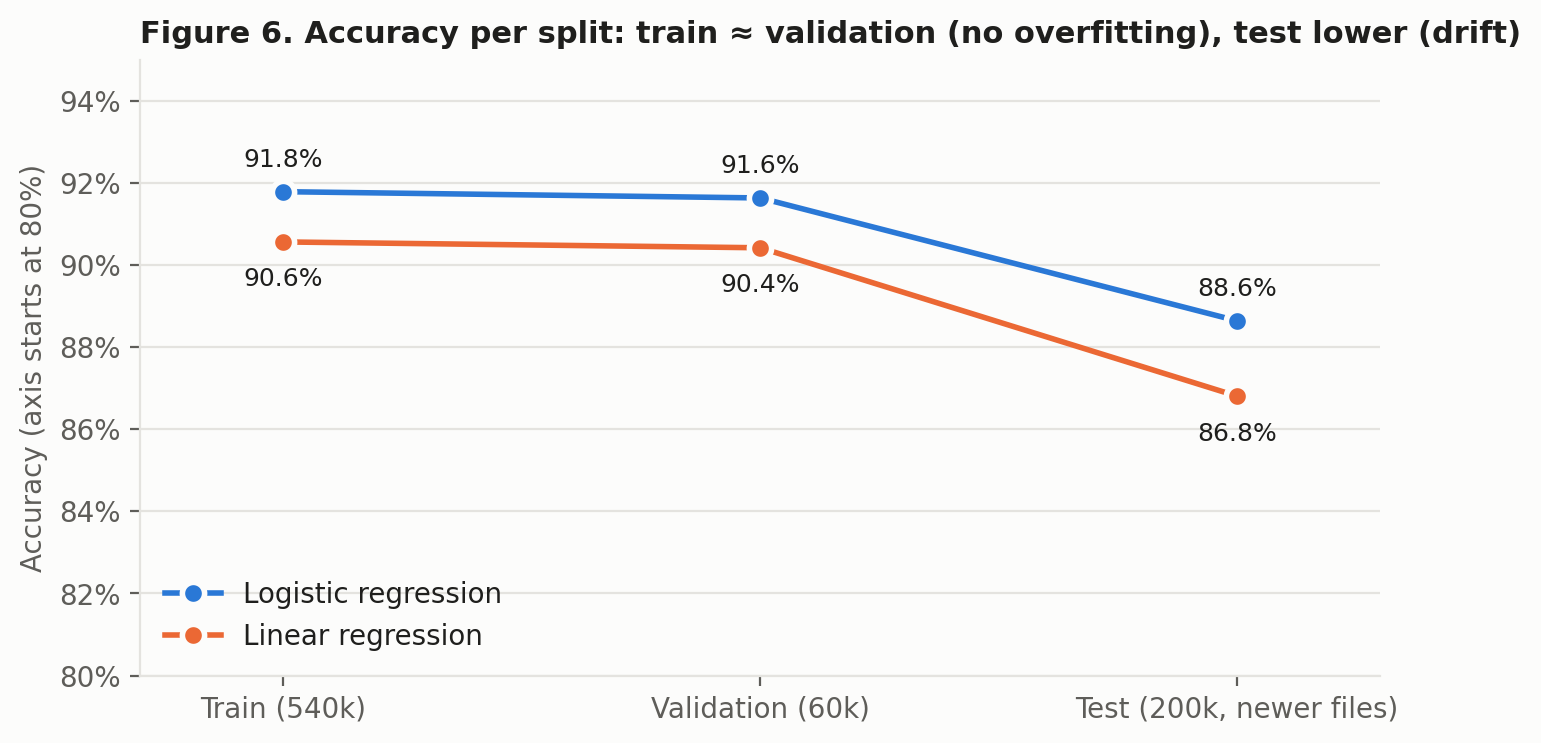 Figure 6. Accuracy per split: train ≈ validation (no overfitting), test lower (drift)
Accuracy (axis starts at 80%)
94%
92%
90%
88%
86%
84%
82%
80%
91.8%
91.6%
88.6%
90.6%
90.4%
86.8%
Logistic regression
Linear regression
Train (540k)
Validation (60k)
Test (200k, newer files)